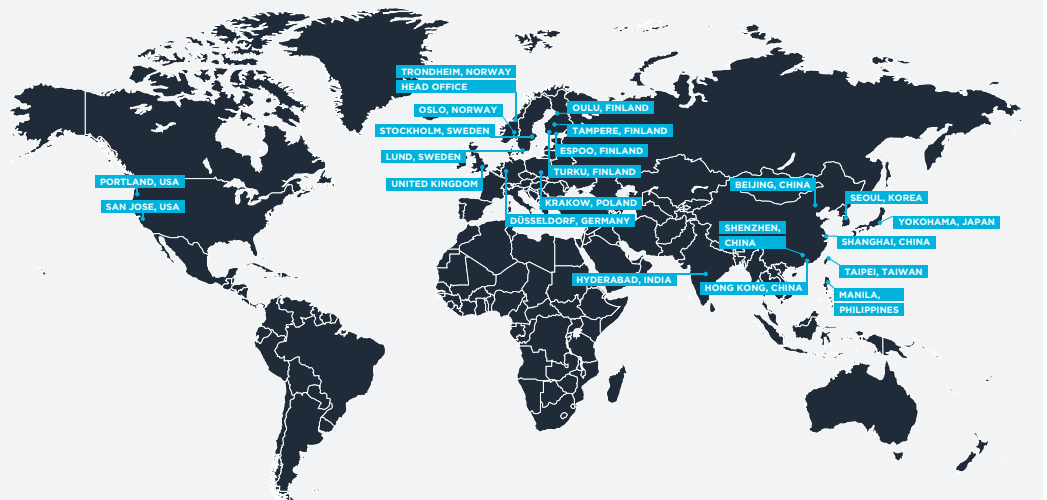 TRONDHEIM, NORWAY
HEAD OFFICE
OSLO, NORWAY
STOCKHOLM, SWEDEN
LUND, SWEDEN
UNITED KINGDOM
OULU, FINLAND
TAMPERE, FINLAND
ESPOO, FINLAND
TURKU, FINLAND
KRAKOW, POLAND
DÜSSELDORF, GERMANY
PORTLAND, USA
SAN JOSE, USA
BEIJING, CHINA
SEOUL, KOREA
YOKOHAMA, JAPAN
SHENZHEN,
CHINA
SHANGHAI, CHINA
TAIPEI, TAIWAN
HYDERABAD, INDIA
HONG KONG, CHINA
MANILA,
PHILIPPINES